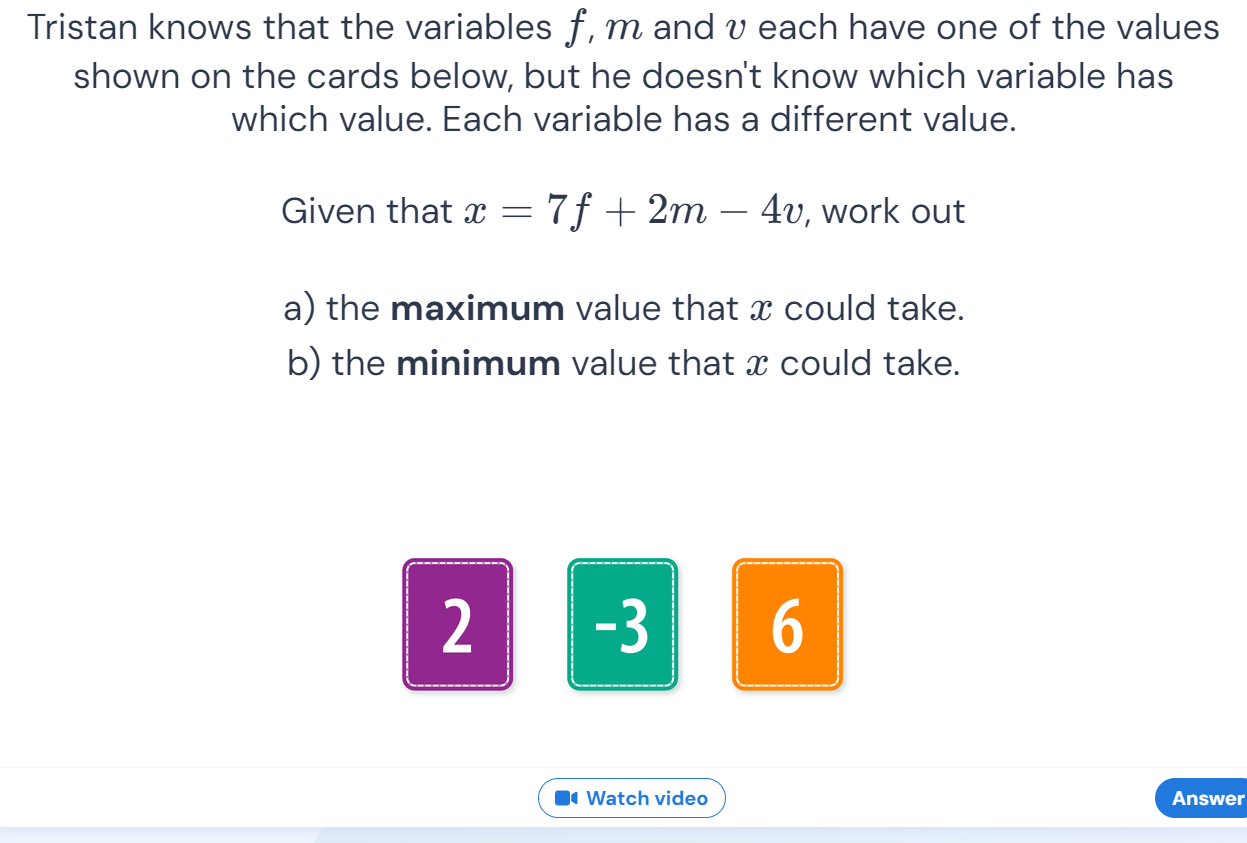 Tristan knows that the variables f, m and v each have one of the values
shown on the cards below, but he doesn't know which variable has
which value. Each variable has a different value.
Given that x = 7f + 2m − 4v, work out
a) the maximum value that x could take.
b) the minimum value that x could take.
2 -3 6
Watch video
Answer